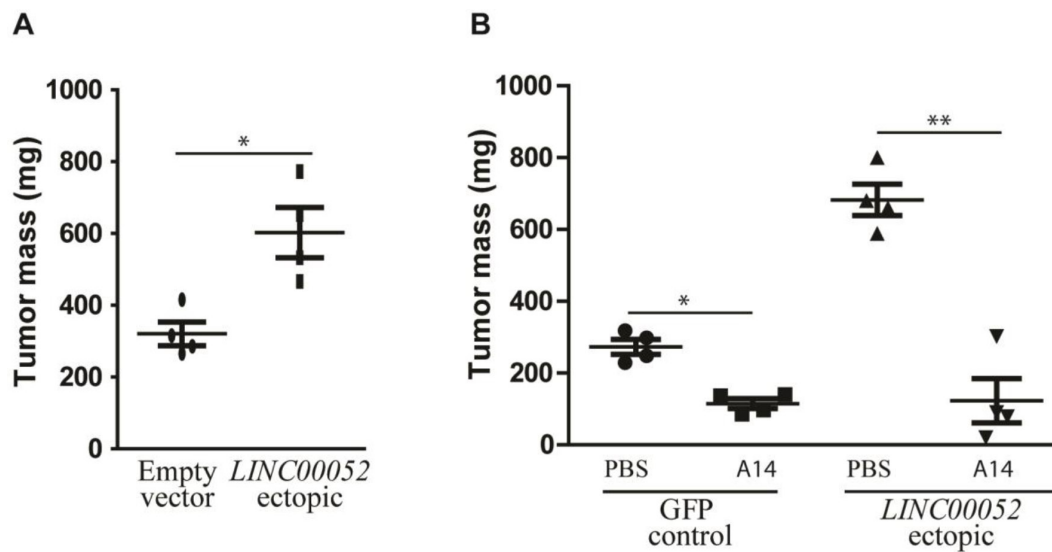 A
Tumor mass (mg)
1000
800
600
400
200
0
*
Empty vector
LINC00052 ectopic
B
Tumor mass (mg)
1000
800
600
400
200
0
*
**
PBS
A14
PBS
A14
GFP
control
LINC00052
ectopic